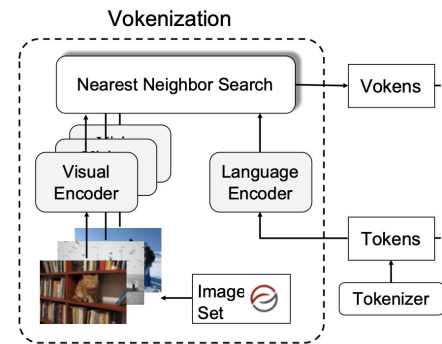 Vokenization
Nearest Neighbor Search
Vokens
Visual
Encoder
Language
Encoder
Tokens
Image
Set
Tokenizer